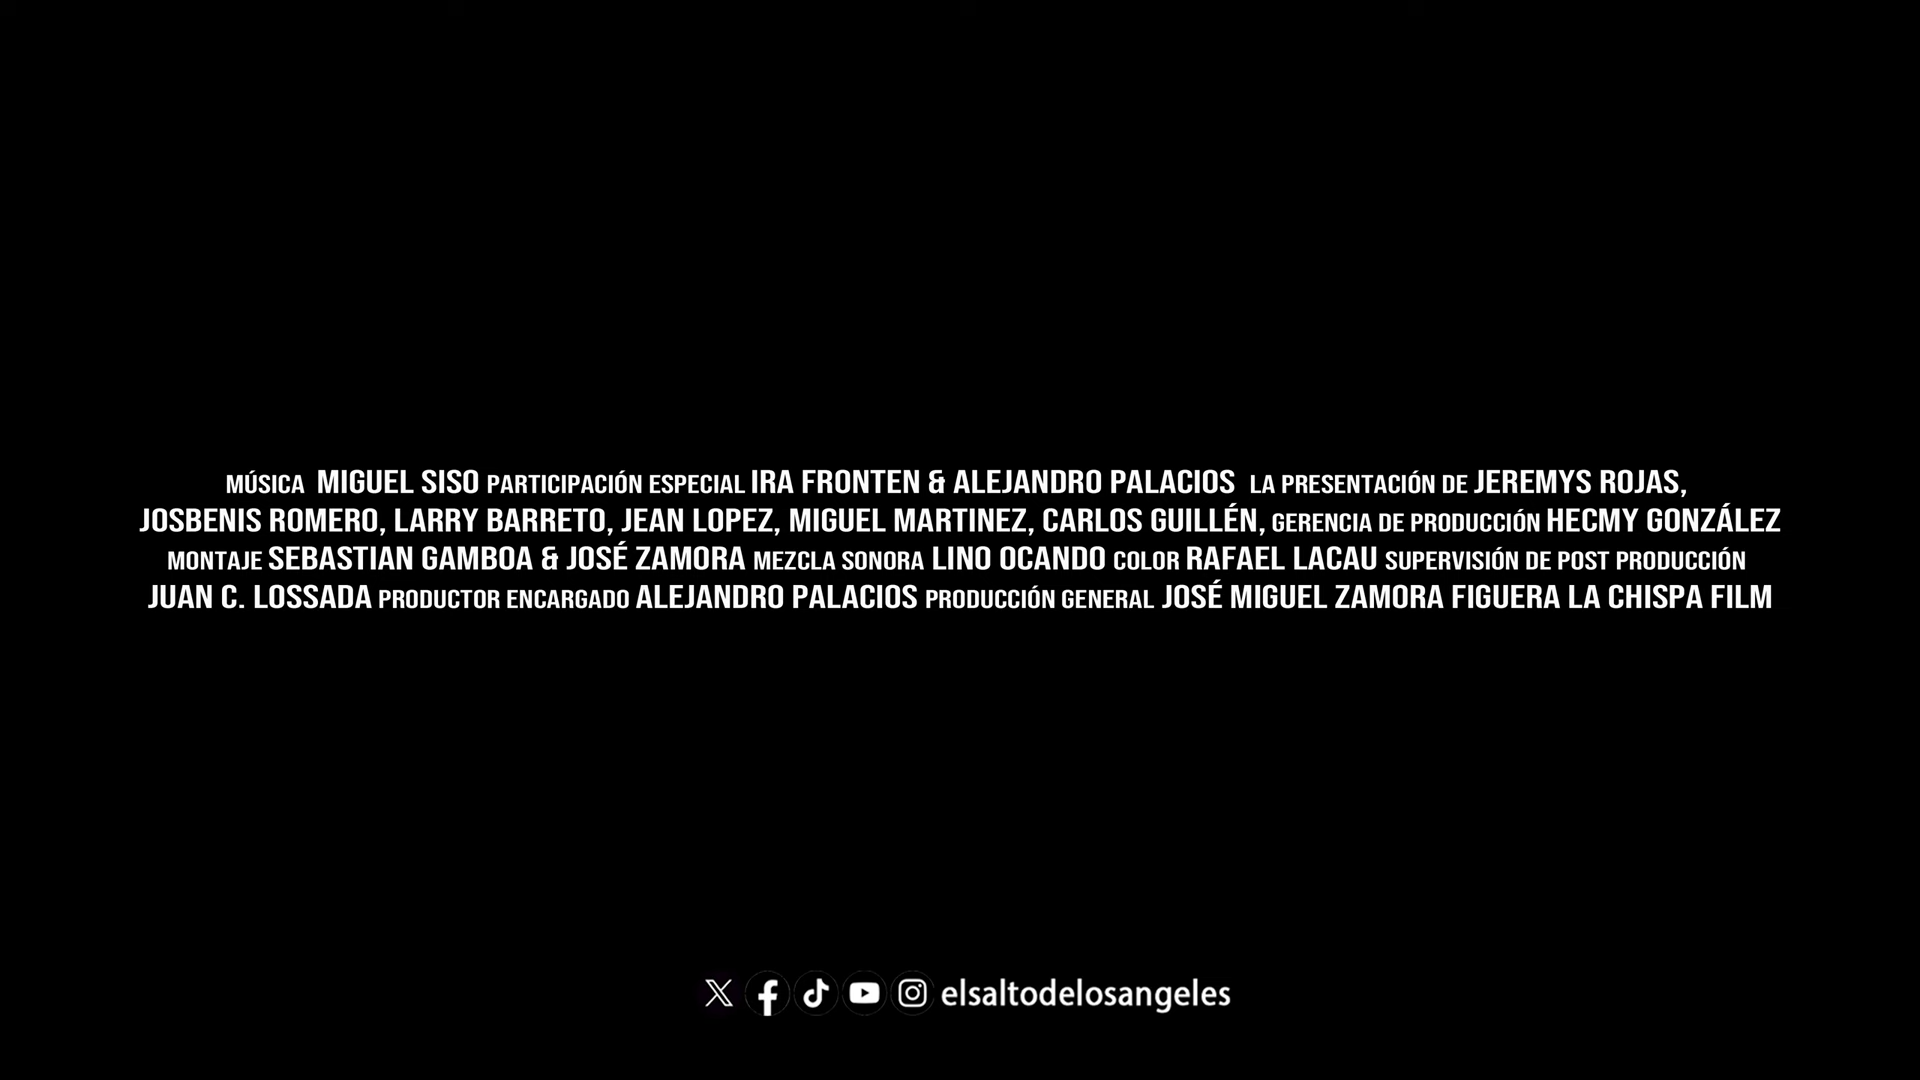 MÚSICA MIGUEL SISO PARTICIPACIÓN ESPECIAL IRA FRONTEN & ALEJANDRO PALACIOS LA PRESENTACIÓN DE JEREMYS ROJAS,
JOSBENIS ROMERO, LARRY BARRETO, JEAN LOPEZ, MIGUEL MARTINEZ, CARLOS GUILLÉN, GERENCIA DE PRODUCCIÓN HECMY GONZÁLEZ
MONTAJE SEBASTIAN GAMBOA & JOSÉ ZAMORA MEZCLA SONORA LINO OCANDO COLOR RAFAEL LACAU SUPERVISIÓN DE POST PRODUCCIÓN
JUAN C. LOSSADA PRODUCTOR ENCARGADO ALEJANDRO PALACIOS PRODUCCIÓN GENERAL JOSÉ MIGUEL ZAMORA FIGUERA LA CHISPA FILM
elsaltodelosangeles